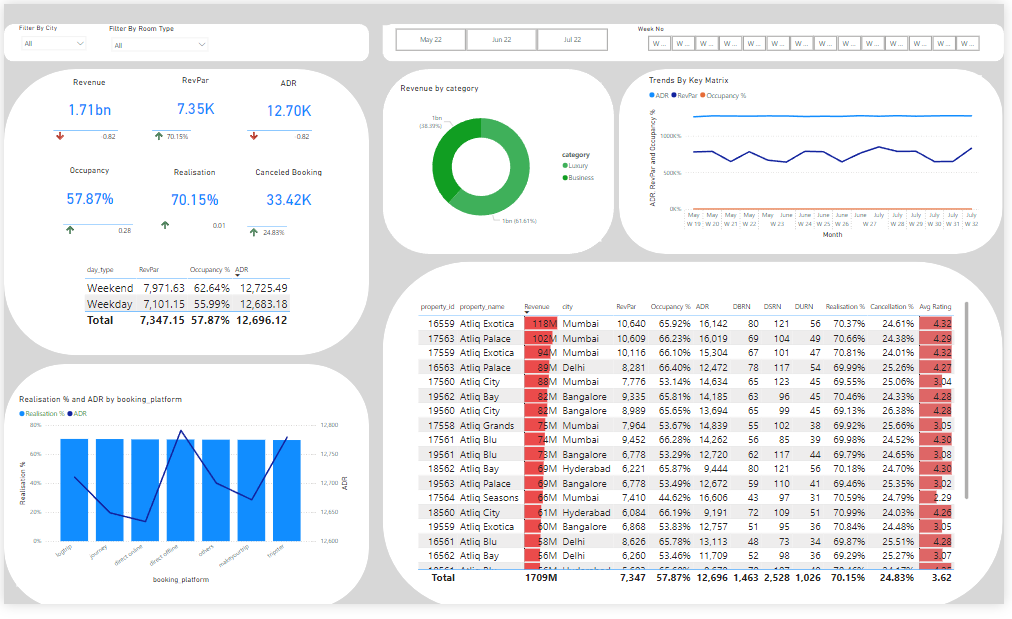 Filter By City
All
Filter By Room Type
All
May 22 Jun 22 Jul 22
Week No
W ... W ... W ... W ... W ... W ... W ... W ... W ... W ... W ... W ... W ... W ...
Revenue RevPar ADR
1.71bn 7.35K 12.70K
0.82 70.15% 0.82
Occupancy Realisation Canceled Booking
57.87% 70.15% 33.42K
0.28 0.01 24.83%
day_type RevPar Occupancy % ADR
Weekend 7,971.63 62.64% 12,725.49
Weekday 7,101.15 55.99% 12,683.18
Total 7,347.15 57.87% 12,696.12
Revenue by category
1bn
(38.39%)
1bn (61.61%)
category
Luxury
Business
Trends By Key Matrix
ADR RevPar Occupancy %
ADR, RevPar and Occupancy %
1000K%
500K%
0K%
May May May May May June June June June June July July July July July July
W 19 W 20 W 21 W 22 W 23 W 23 W 24 W 25 W 26 W 27 W 27 W 28 W 29 W 30 W 31 W 32
Month
Realisation % and ADR by booking_platform
Realisation % ADR
Realisation %
80%
60%
40%
20%
0%
12,800
12,750
12,700
12,650
12,600
ADR
logtrip journey direct online direct offline others makeyourtrip tripster
booking_platform
property_id property_name Revenue city RevPar Occupancy % ADR DBRN DSRN DURN Realisation % Cancellation % Avg Rating
16559 Atliq Exotica 118M Mumbai 10,640 65.92% 16,142 80 121 56 70.37% 24.61% 4.32
17563 Atliq Palace 102M Mumbai 10,609 66.23% 16,019 69 104 49 70.66% 24.38% 4.29
17559 Atliq Exotica 94M Mumbai 10,116 66.10% 15,304 67 101 47 70.81% 24.01% 4.32
16563 Atliq Palace 89M Delhi 8,281 66.40% 12,472 78 117 54 69.99% 25.26% 4.27
17560 Atliq City 88M Mumbai 7,776 53.14% 14,634 65 123 45 69.55% 25.06% 3.04
19562 Atliq Bay 82M Bangalore 9,335 65.81% 14,185 63 96 45 70.46% 24.33% 4.28
19560 Atliq City 82M Bangalore 8,989 65.65% 13,694 65 99 45 69.13% 26.38% 4.28
17558 Atliq Grands 75M Mumbai 7,964 53.67% 14,839 55 102 38 69.92% 25.66% 3.05
17561 Atliq Blu 74M Mumbai 9,452 66.28% 14,262 56 85 39 69.98% 24.52% 4.30
19561 Atliq Blu 73M Bangalore 6,778 53.29% 12,720 62 117 44 69.79% 24.65% 3.08
18562 Atliq Bay 69M Hyderabad 6,221 65.87% 9,444 80 121 56 70.18% 24.70% 4.30
19563 Atliq Palace 69M Bangalore 6,778 53.49% 12,672 59 110 41 69.46% 25.35% 3.02
17564 Atliq Seasons 66M Mumbai 7,410 44.62% 16,606 43 97 31 70.59% 24.79% 2.29
18560 Atliq City 61M Hyderabad 6,084 66.19% 9,191 72 109 51 70.99% 24.03% 4.26
19559 Atliq Exotica 60M Bangalore 6,868 53.83% 12,757 51 95 36 70.84% 24.48% 3.05
16561 Atliq Blu 58M Delhi 8,626 65.78% 13,113 48 73 34 69.87% 25.51% 4.28
16562 Atliq Bay 56M Delhi 6,260 53.46% 11,709 52 98 36 69.29% 25.27% 3.07
Total 1709M 7,347 57.87% 12,696 1,463 2,528 1,026 70.15% 24.83% 3.62